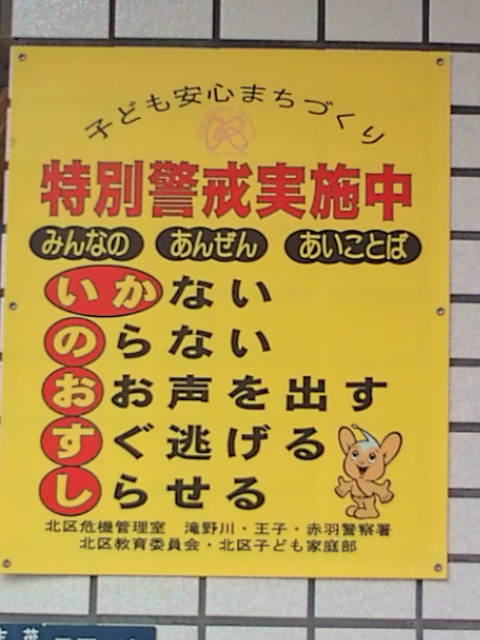 子ども安心まちづくり
特別警戒実施中
みんなの あんぜん あいことば
いかない
のらない
おお声を出す
すぐ逃げる
しらせる
北区危機管理室 滝野川・王子・赤羽警察署
北区教育委員会・北区子ども家庭部